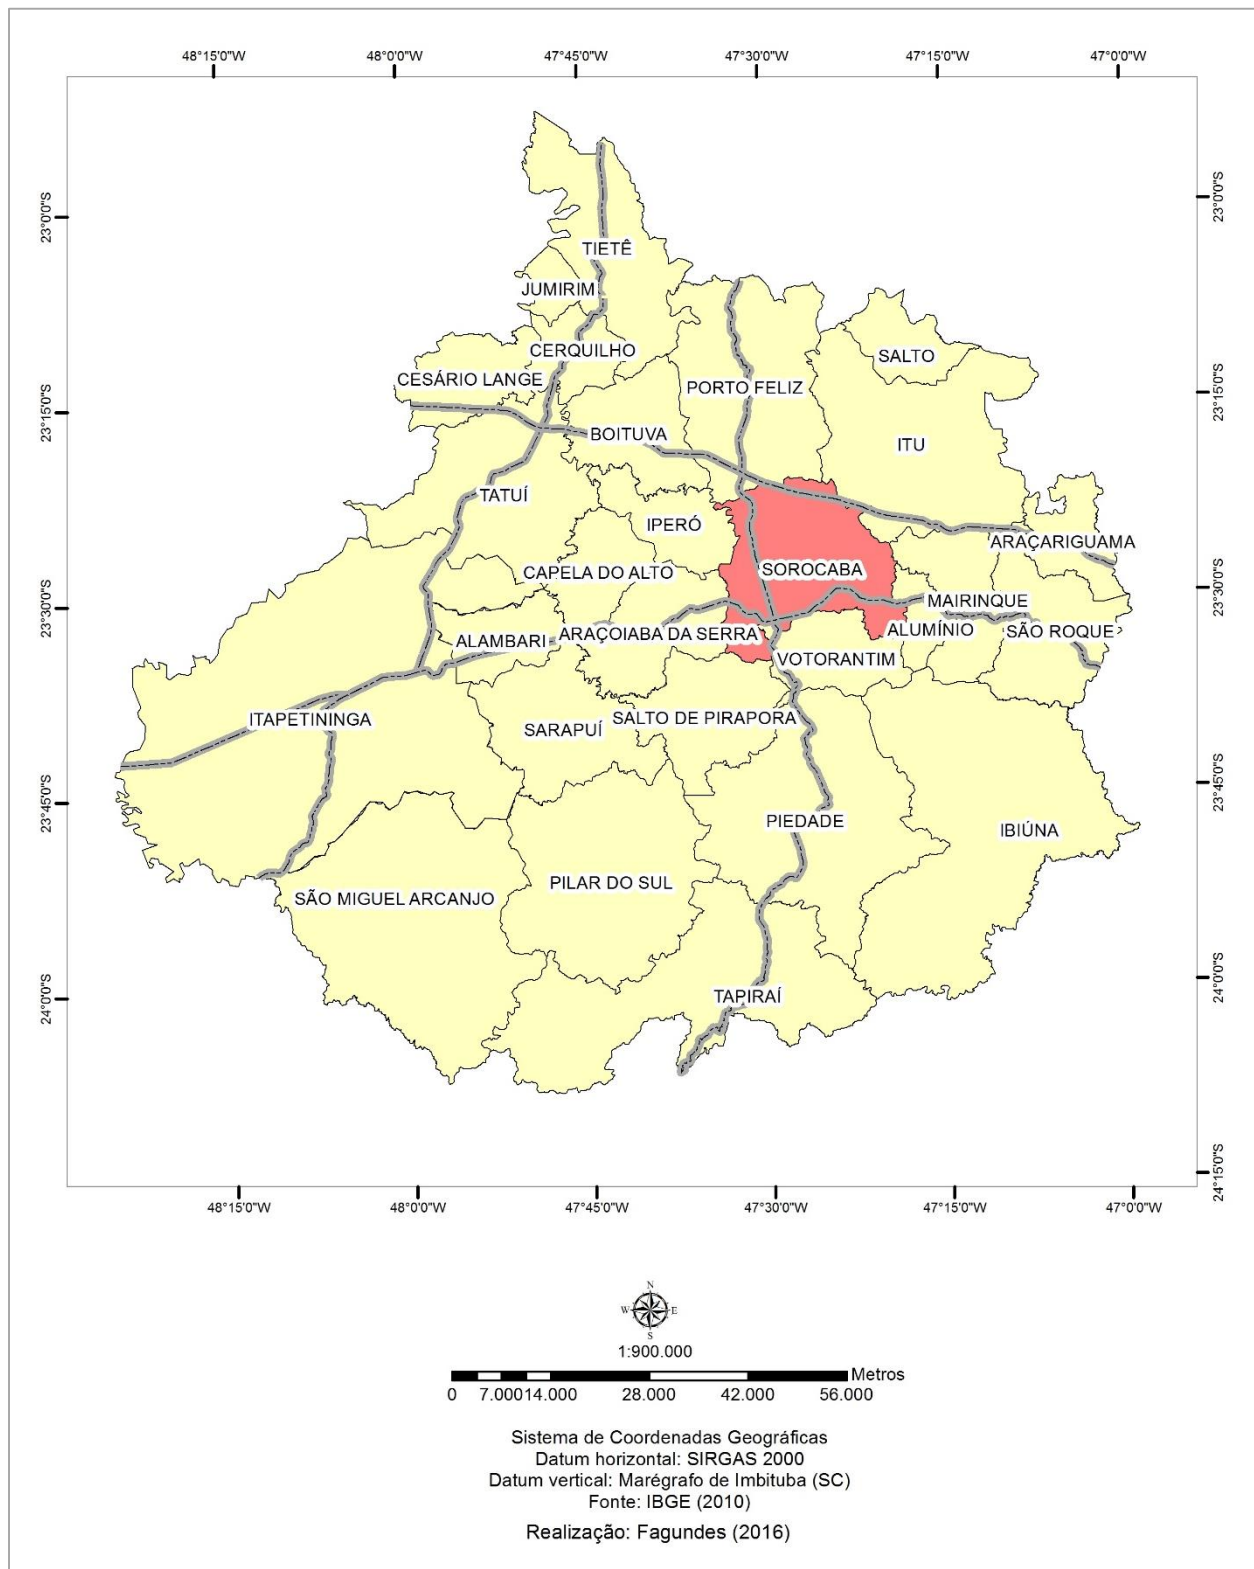 48°15'0"W 48°0'0"W 47°45'0"W 47°30'0"W 47°15'0"W 47°0'0"W
23°0'0"S
23°0'0"S
TIETÊ
JUMIRIM
CERQUILHO
SALTO
CESÁRIO LANGE
PORTO FELIZ
23°15'0"S
23°15'0"S
BOITUVA
ITU
TATUÍ
IPERÓ
ARAÇARIGUAMA
CAPELA DO ALTO
SOROCABA
23°30'0"S
23°30'0"S
MAIRINQUE
ALAMBARI
ARAÇOIABA DA SERRA
ALUMÍNIO
SÃO ROQUE
VOTORANTIM
ITAPETININGA
SARAPUÍ
SALTO DE PIRAPORA
23°45'0"S
23°45'0"S
PIEDADE
IBIÚNA
PILAR DO SUL
SÃO MIGUEL ARCANJO
24°0'0"S
24°0'0"S
TAPIRAÍ
24°15'0"S
48°15'0"W 48°0'0"W 47°45'0"W 47°30'0"W 47°15'0"W 47°0'0"W
N
W E
S
1:900.000
Metros
0 7.000 14.000 28.000 42.000 56.000
Sistema de Coordenadas Geográficas
Datum horizontal: SIRGAS 2000
Datum vertical: Marégrafo de Imbituba (SC)
Fonte: IBGE (2010)
Realização: Fagundes (2016)